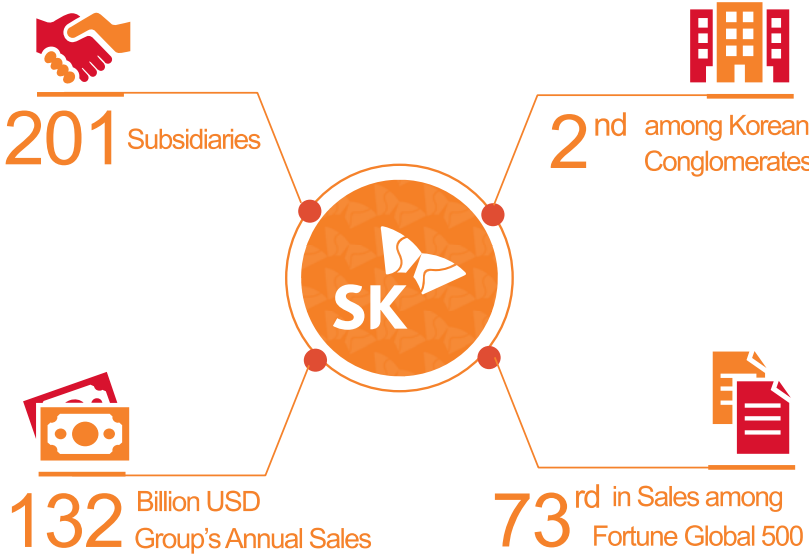 201 Subsidiaries
2nd among Korean
Conglomerates
SK
132 Billion USD
Group's Annual Sales
73rd in Sales among
Fortune Global 500